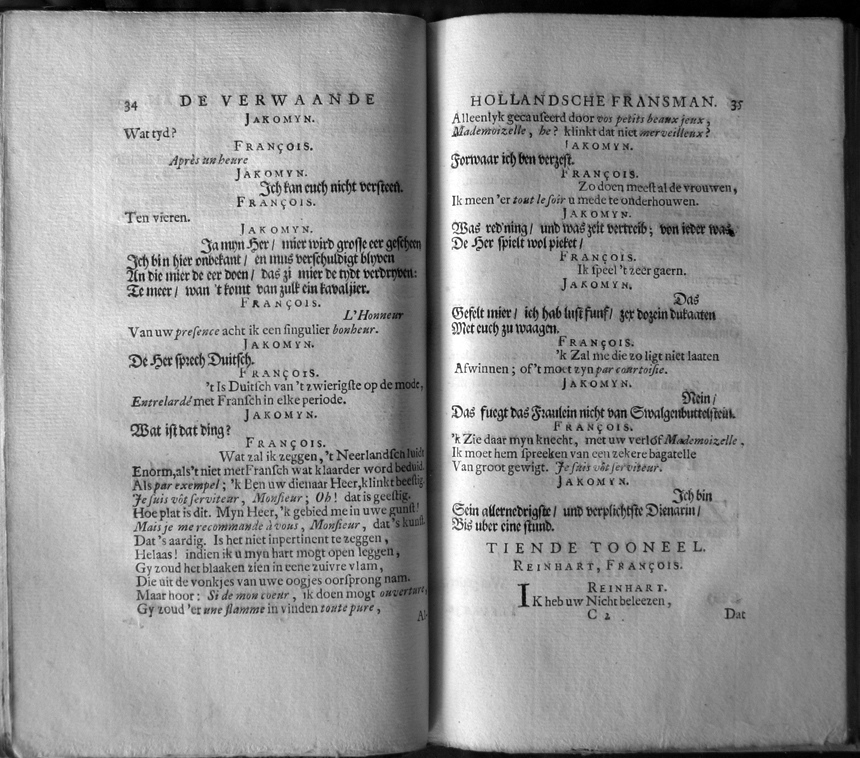 34 DE VERWAANDE
JAKOMYN.
Wat tyd?
FRANÇOIS.
Après un heure
JAKOMYN.
Ich kan euch nicht versteen.
FRANÇOIS.
Ten vieren.
JAKOMYN.
Ja myn Her / mier wird grosse eer gescheen
Ich bin hier onbekant / en mus verschuldigt blyven
An die mier de eer doen / das zi mier de tydt verdryven:
Te meer / wan 't komt van zulk ein kavaljier.
FRANÇOIS.
L'Honneur
Van uw presence acht ik een singulier bonheur.
JAKOMYN.
De Her sprech Duitsch.
FRANÇOIS.
't Is Duitsch van 't zwierigste op de mode,
Entrelardé met Fransch in elke periode.
JAKOMYN.
Wat ist dat ding?
FRANÇOIS.
Wat zal ik zeggen, 't Neerlandsch luidt
Enorm, als 't niet met Fransch wat klaarder word beduid.
Als par exempel; 'k Ben uw dienaar Heer, klinkt beestig.
Je suis vôt serviteur, Monsieur; Oh! dat is geestig.
Hoe plat is dit. Myn Heer, 'k gebied me in uwe gunst!
Mais je me recommande à vous, Monsieur, dat 's kunst.
Dat 's aardig. Is het niet inpertinent te zeggen,
Helaas! indien ik u myn hart mogt open leggen,
Gy zoud het blaaken zien in eene zuivre vlam,
Die uit de vonkjes van uwe oogjes oorsprong nam.
Maar hoor: Si de mon coeur, ik doen mogt ouverture,
Gy zoud 'er une flamme in vinden toute pure,
Al-
HOLLANDSCHE FRANSMAN. 35
Alleenlyk gecauseerd door vos petits beaux jeux,
Mademoizelle, he? klinkt dat niet merveilleux?
JAKOMYN.
Forwaar ich ben verzest.
FRANÇOIS.
Zo doen meest al de vrouwen,
Ik meen 'er tout le soir u mede te onderhouwen.
JAKOMYN.
Was red'ning / und was zeit vertreib; von ieder was,
De Her spielt wol pieket /
FRANÇOIS.
Ik speel 't zeer gaern.
JAKOMYN.
Das
Gefelt mier / ich hab lust funf / zex dozein dukaaten
Met euch zu waagen.
FRANÇOIS.
'k Zal me die zo ligt niet laaten
Afwinnen; of 't moet zyn par courtoisie.
JAKOMYN.
Nein /
Das fuegt das Fraulein nicht van Swalgenbuttelstein.
FRANÇOIS.
'k Zie daar myn knecht, met uw verlof Mademoizelle,
Ik moet hem spreeken van een zekere bagatelle
Van groot gewigt. Je suis vôt serviteur.
JAKOMYN.
Ich bin
Sein allernedrigste / und verplichtste Dienarin /
Bis uber eine stund.
TIENDE TOONEEL.
REINHART, FRANÇOIS.
REINHART.
IK heb uw Nicht beleezen,
C 2 Dat